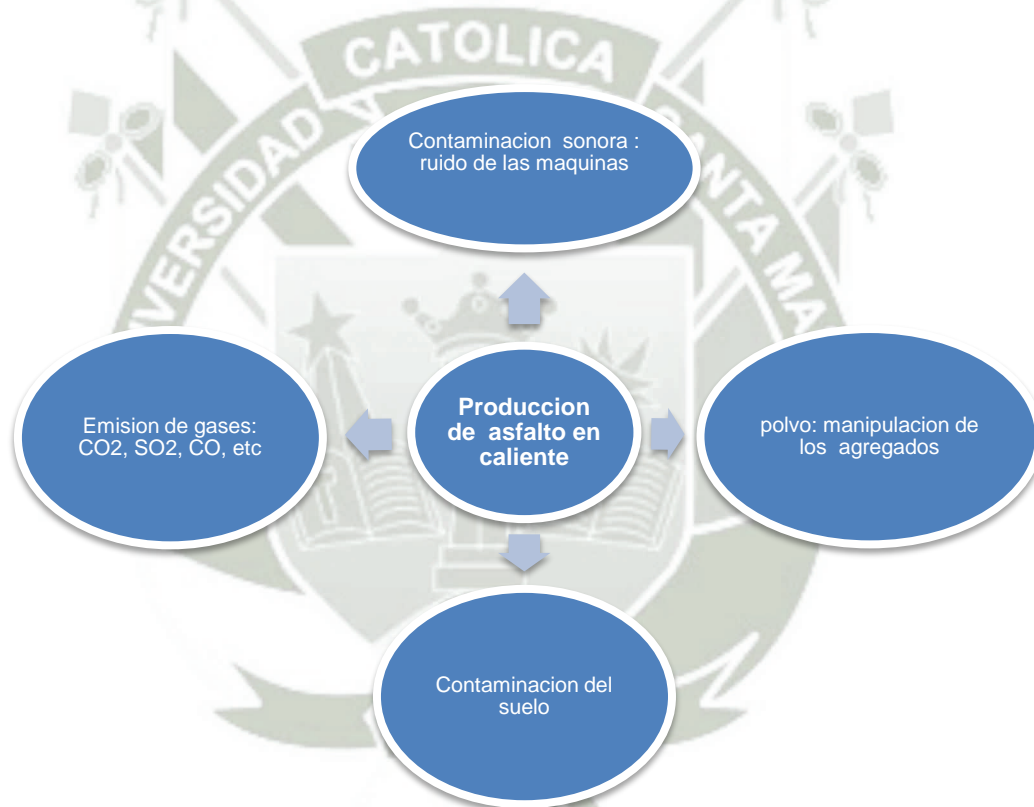 CATOLICA
Contaminacion sonora :
ruido de las maquinas
Emision de gases:
CO2, SO2, CO, etc
Produccion
de asfalto en
caliente
polvo: manipulacion de
los agregados
Contaminacion del
suelo